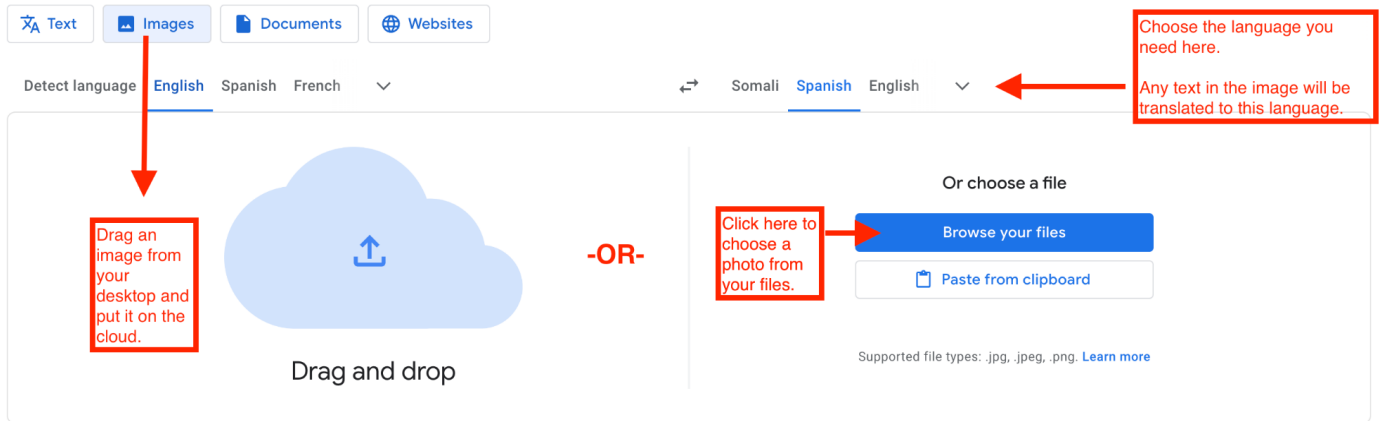 Text
Images
Documents
Websites
Detect language
English
Spanish
French
Somali
Spanish
English
Choose the language you
need here.
Any text in the image will be
translated to this language.
Drag an
image from
your
desktop and
put it on the
cloud.
Drag and drop
-OR-
Click here to
choose a
photo from
your files.
Or choose a file
Browse your files
Paste from clipboard
Supported file types: .jpg, .jpeg, .png. Learn more